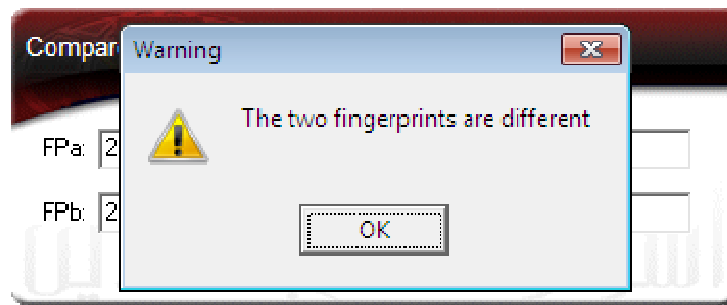 Compar
Warning
The two fingerprints are different
FPa: 2
FPb: 2
OK